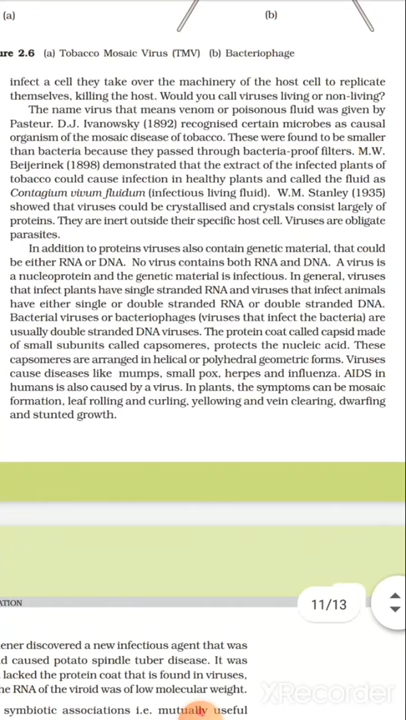 (a)
(b)
ure 2.6 (a) Tobacco Mosaic Virus (TMV) (b) Bacteriophage
infect a cell they take over the machinery of the host cell to replicate
themselves, killing the host. Would you call viruses living or non-living?
The name virus that means venom or poisonous fluid was given by
Pasteur. D.J. Ivanowsky (1892) recognised certain microbes as causal
organism of the mosaic disease of tobacco. These were found to be smaller
than bacteria because they passed through bacteria-proof filters. M.W.
Beijerinek (1898) demonstrated that the extract of the infected plants of
tobacco could cause infection in healthy plants and called the fluid as
Contagium vivum fluidum (infectious living fluid). W.M. Stanley (1935)
showed that viruses could be crystallised and crystals consist largely of
proteins. They are inert outside their specific host cell. Viruses are obligate
parasites.
In addition to proteins viruses also contain genetic material, that could
be either RNA or DNA. No virus contains both RNA and DNA. A virus is
a nucleoprotein and the genetic material is infectious. In general, viruses
that infect plants have single stranded RNA and viruses that infect animals
have either single or double stranded RNA or double stranded DNA.
Bacterial viruses or bacteriophages (viruses that infect the bacteria) are
usually double stranded DNA viruses. The protein coat called capsid made
of small subunits called capsomeres, protects the nucleic acid. These
capsomeres are arranged in helical or polyhedral geometric forms. Viruses
cause diseases like mumps, small pox, herpes and influenza. AIDS in
humans is also caused by a virus. In plants, the symptoms can be mosaic
formation, leaf rolling and curling, yellowing and vein clearing, dwarfing
and stunted growth.
11/13
ATION
ener discovered a new infectious agent that was
d caused potato spindle tuber disease. It was
lacked the protein coat that is found in viruses,
he RNA of the viroid was of low molecular weight.
symbiotic associations i.e. mutually useful
XRecorder